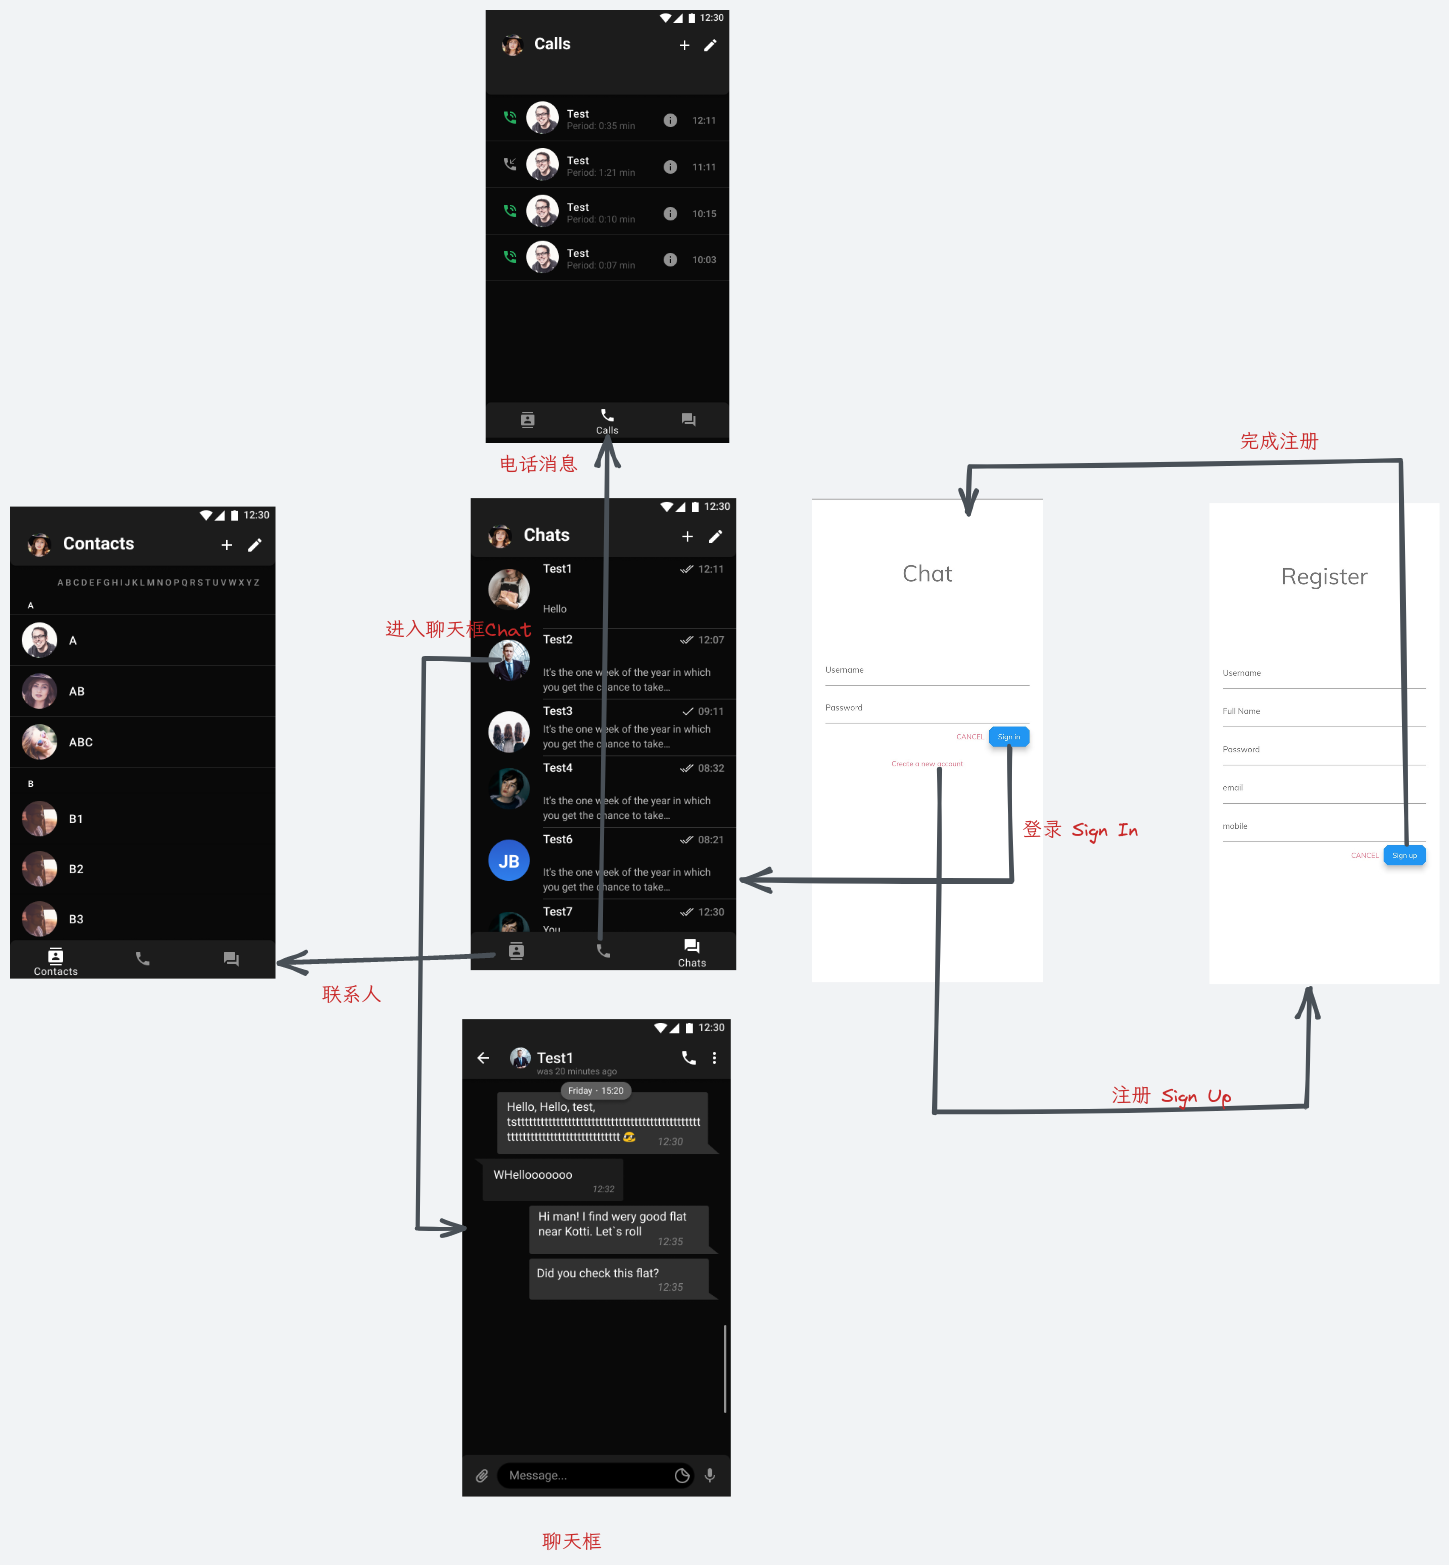 12:30
Calls
Test
Period: 0:35 min
12:11
Test
Period: 1:21 min
11:11
Test
Period: 0:10 min
10:15
Test
Period: 0:07 min
10:03
Calls
电话消息
完成注册
12:30
Contacts
A B C D E F G H I J K L M N O P Q R S T U V W X Y Z
A
A
AB
ABC
B
B1
B2
B3
Contacts
联系人
12:30
Chats
Test1
12:11
Hello
进入聊天框Chat
Test2
12:07
It's the one week of the year in which
you get the chance to take...
Test3
09:11
It's the one week of the year in which
you get the chance to take...
Test4
08:32
It's the one week of the year in which
you get the chance to take...
JB
Test6
08:21
It's the one week of the year in which
you get the chance to take...
Test7
12:30
You
Chats
Chat
Username
Password
CANCEL
Sign in
Create a new account
登录 Sign In
Register
Username
Full Name
Password
email
mobile
CANCEL
Sign up
注册 Sign Up
12:30
Test1
was 20 minutes ago
Friday · 15:20
Hello, Hello, test,
tstttttttttttttttttttttttttttttttttttttttttttttt
ttttttttttttttttttttttttttttt 🤣
12:30
WHellooooooo
12:32
Hi man! I find wery good flat
near Kotti. Let`s roll
12:35
Did you check this flat?
12:35
Message...
聊天框